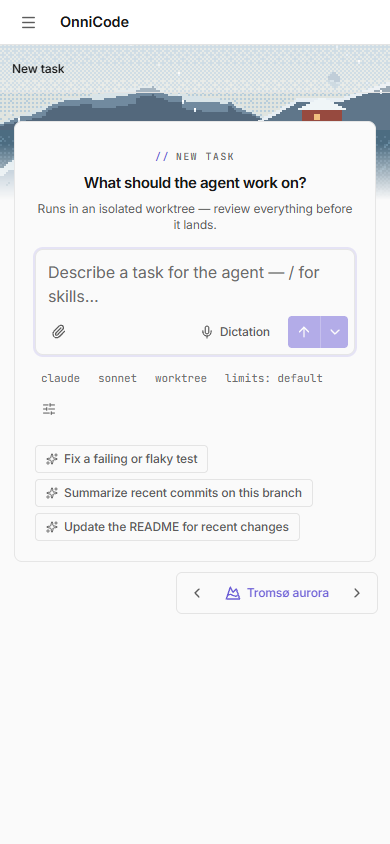 OnniCode
New task
// NEW TASK
What should the agent work on?
Runs in an isolated worktree — review everything before
it lands.
Describe a task for the agent — / for
skills...
Dictation
claude sonnet worktree limits: default
Fix a failing or flaky test
Summarize recent commits on this branch
Update the README for recent changes
Tromsø aurora